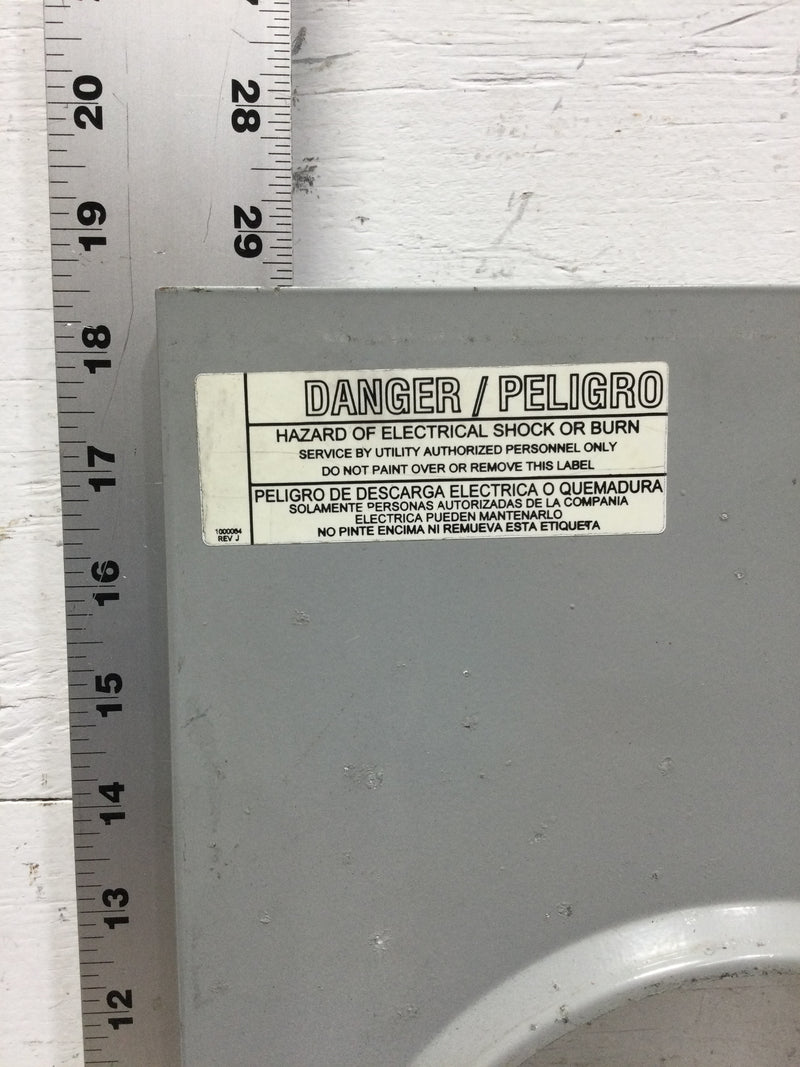 20
28
19
29
18
DANGER / PELIGRO
HAZARD OF ELECTRICAL SHOCK OR BURN
SERVICE BY UTILITY AUTHORIZED PERSONNEL ONLY
DO NOT PAINT OVER OR REMOVE THIS LABEL
PELIGRO DE DESCARGA ELECTRICA O QUEMADURA
SOLAMENTE PERSONAS AUTORIZADAS DE LA COMPANIA
ELECTRICA PUEDEN MANTENARLO
NO PINTE ENCIMA NI REMUEVA ESTA ETIQUETA
1000064
REV J
17
16
15
14
13
12